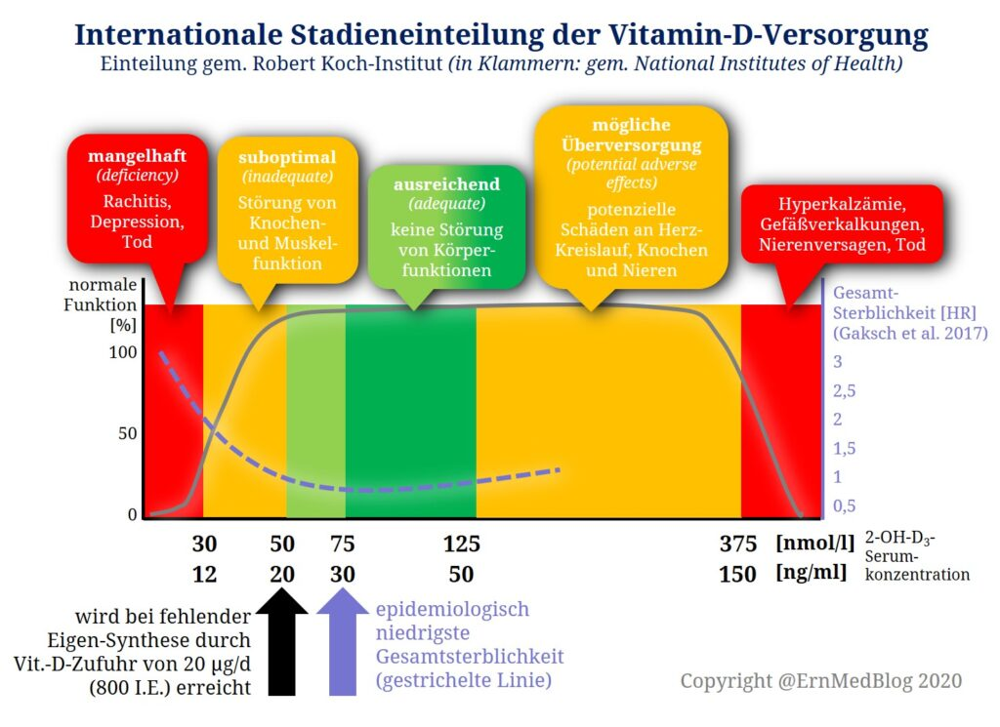 Internationale Stadieneinteilung der Vitamin-D-Versorgung
Einteilung gem. Robert Koch-Institut (in Klammern: gem. National Institutes of Health)
mangelhaft
(deficiency)
Rachitis,
Depression,
Tod
suboptimal
(inadequate)
Störung von
Knochen-
und Muskel-
funktion
ausreichend
(adequate)
keine Störung
von Körper-
funktionen
mögliche
Überversorgung
(potential adverse
effects)
potenzielle
Schäden an Herz-
Kreislauf, Knochen
und Nieren
Hyperkalzämie,
Gefäßverkalkungen,
Nierenversagen, Tod
normale
Funktion
[%]
100
50
0
Gesamt-
Sterblichkeit [HR]
(Gaksch et al. 2017)
3
2,5
2
1,5
1
0,5
30 50 75 125 375 [nmol/l]
12 20 30 50 150 [ng/ml]
2-OH-D₃-
Serum-
konzentration
wird bei fehlender
Eigen-Synthese durch
Vit.-D-Zufuhr von 20 µg/d
(800 I.E.) erreicht
epidemiologisch
niedrigste
Gesamtsterblichkeit
(gestrichelte Linie)
Copyright @ErnMedBlog 2020